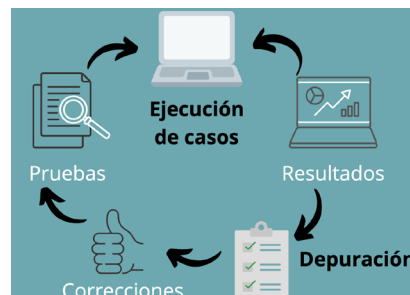 Ejecución
de casos
Pruebas
Resultados
Depuración
Correcciones